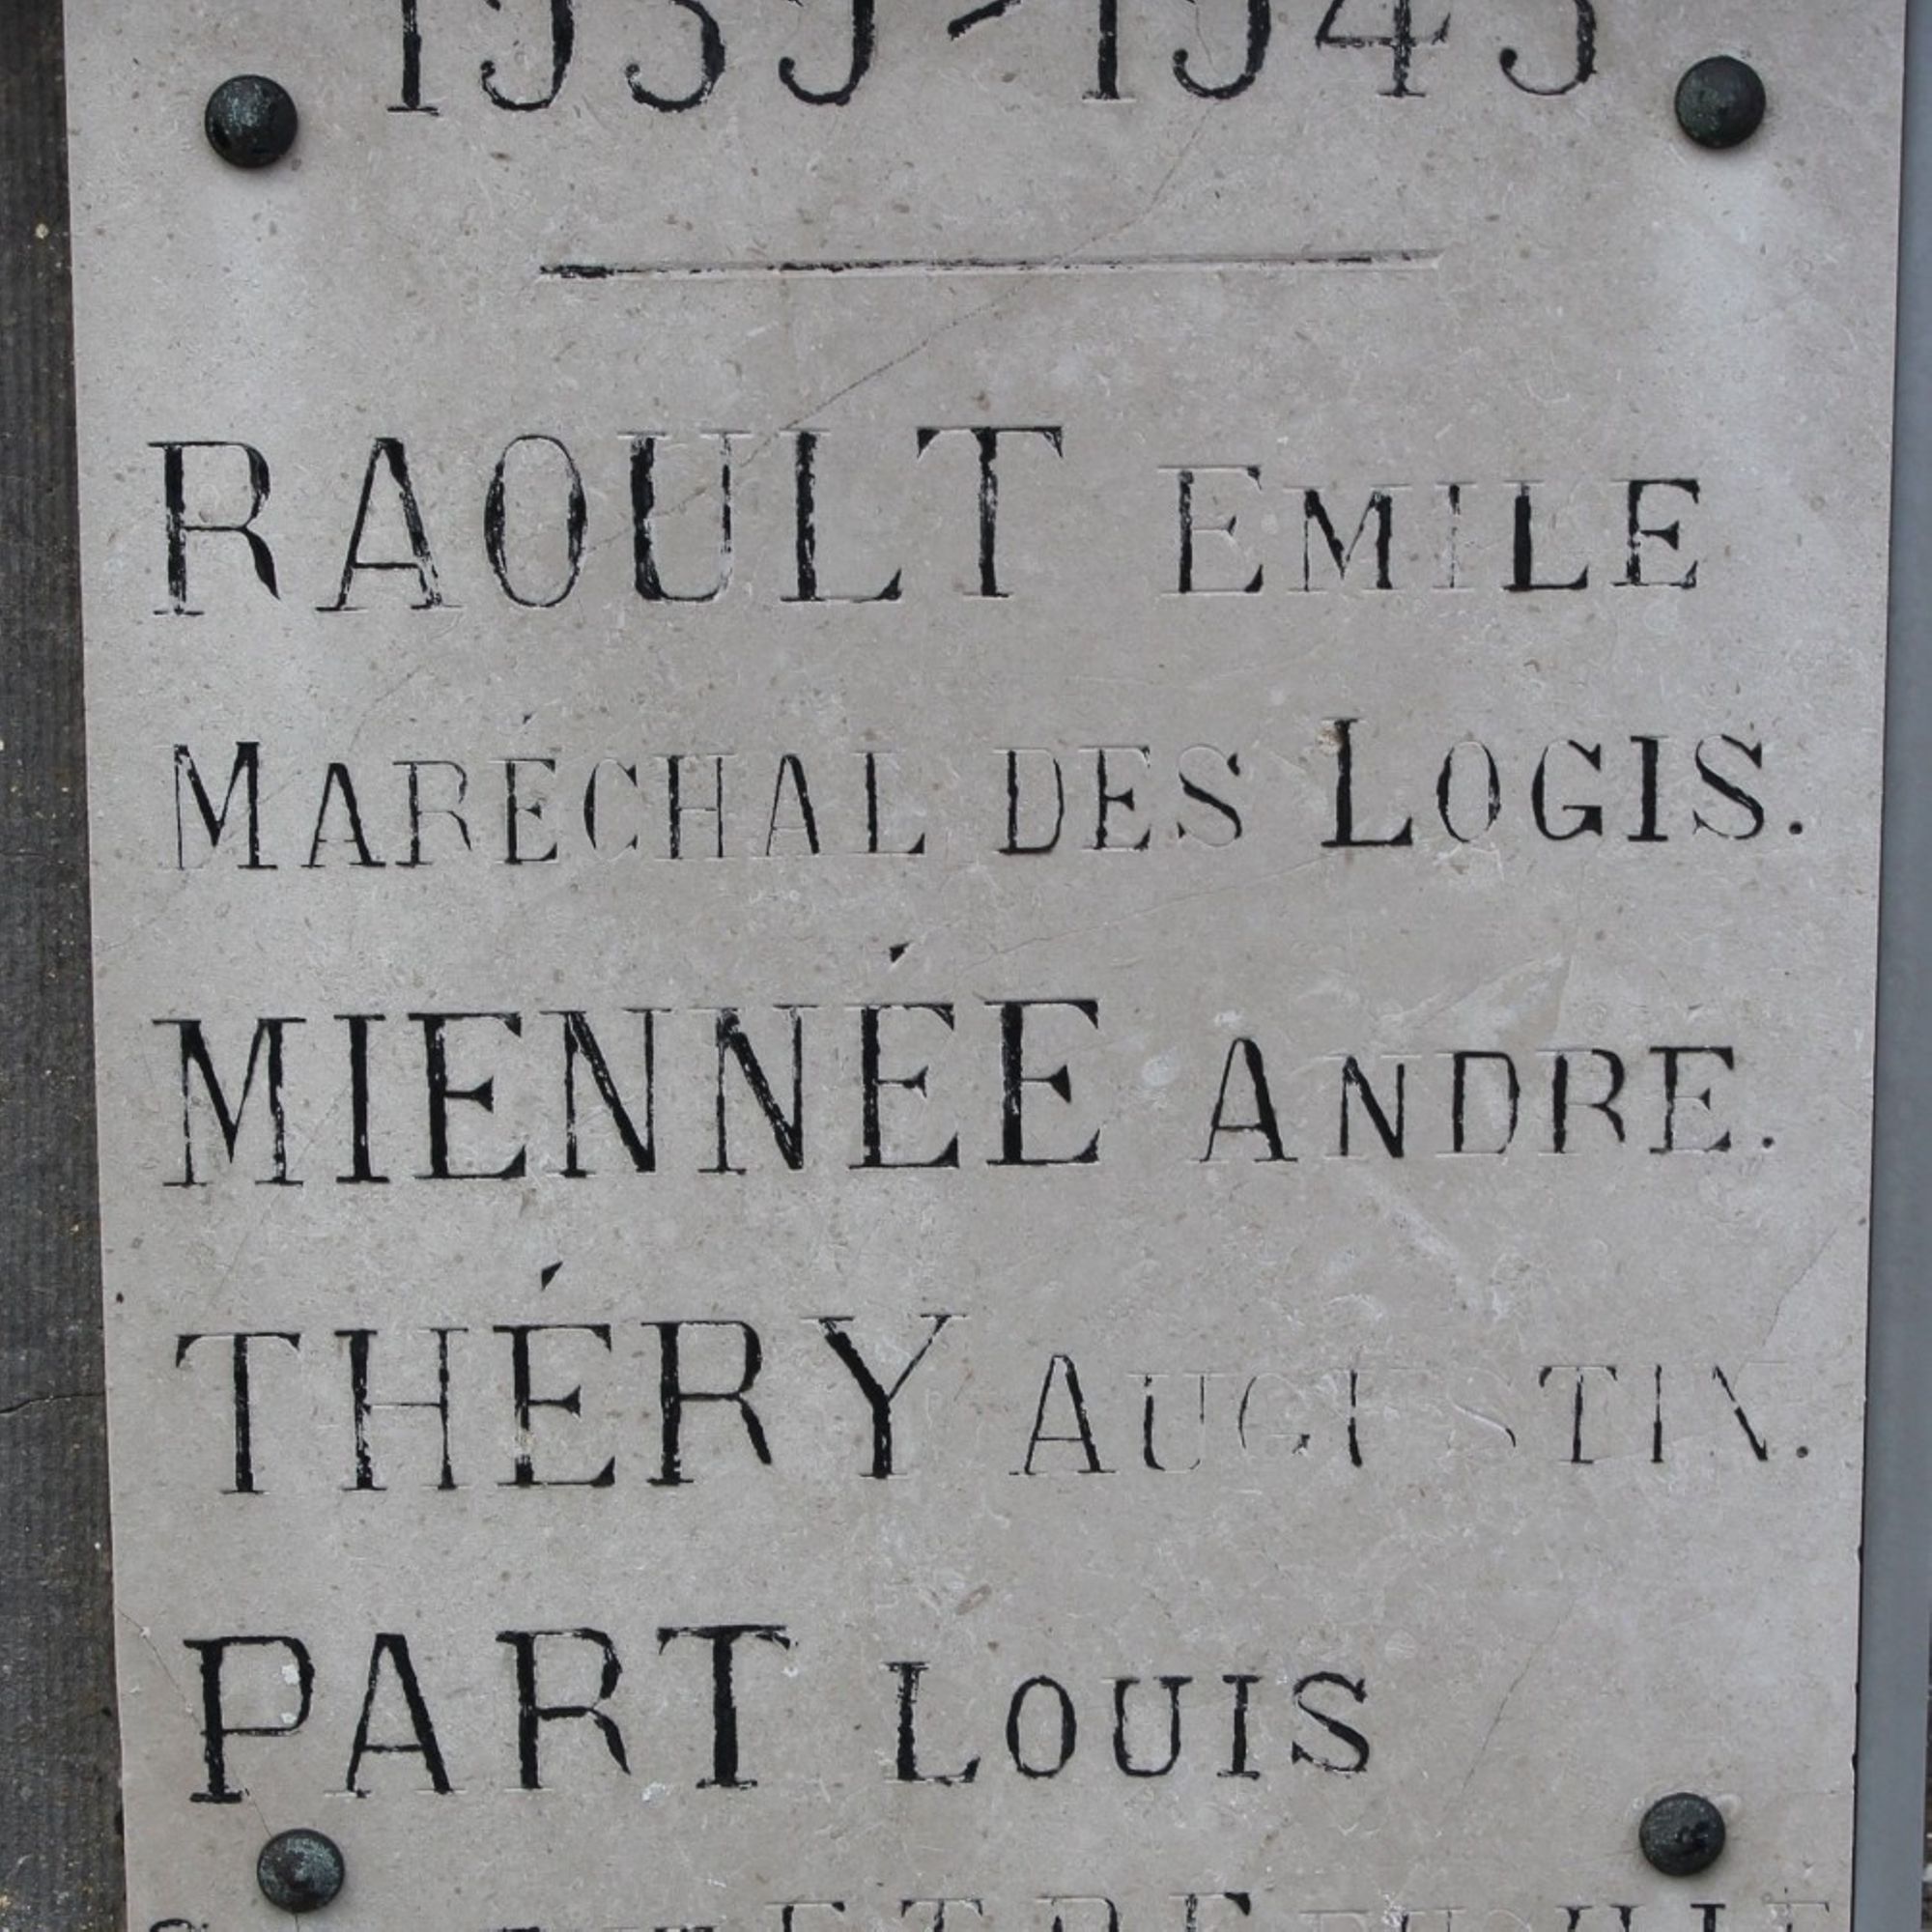 1939-1945
RAOULT EMILE
MARÉCHAL DES LOGIS.
MIENNÉE ANDRE.
THÉRY AUGUSTIN.
PART LOUIS